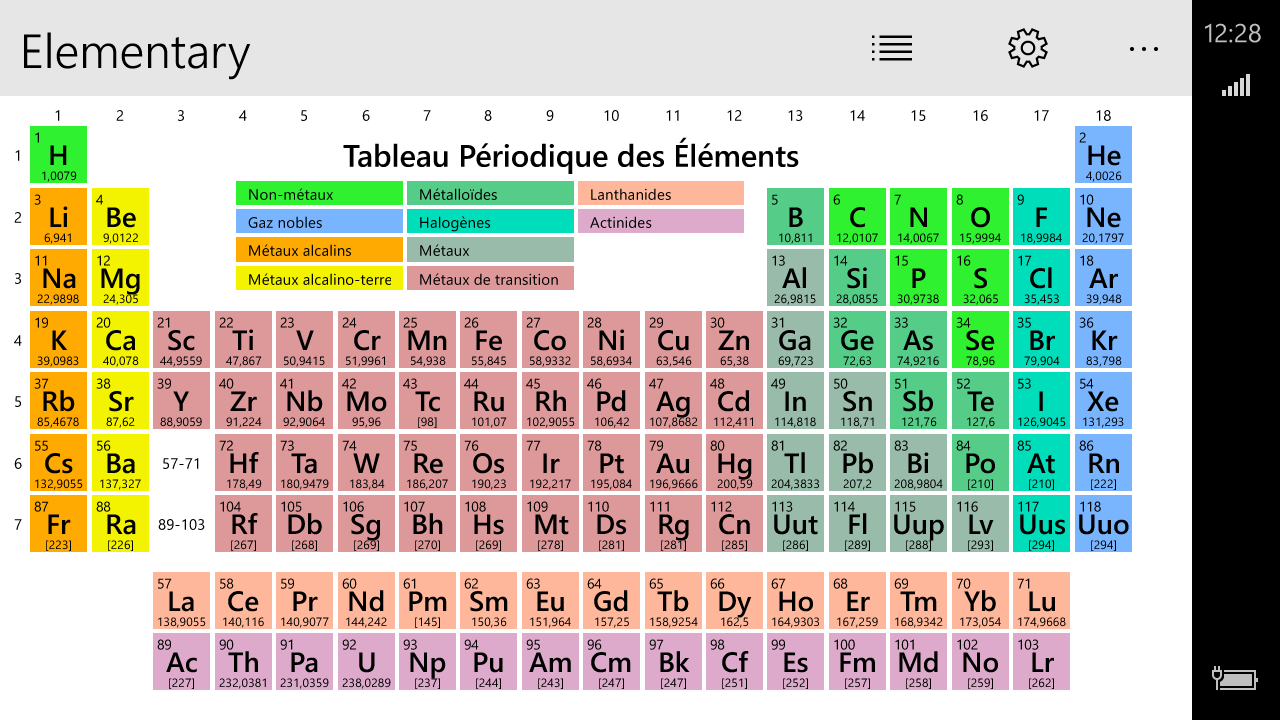 Elementary
12:28
1 2 3 4 5 6 7 8 9 10 11 12 13 14 15 16 17 18
Tableau Périodique des Éléments
Non-métaux Métalloïdes Lanthanides
Gaz nobles Halogènes Actinides
Métaux alcalins Métaux
Métaux alcalino-terre Métaux de transition
1 2
1 H He
1,0079 4,0026
3 4 5 6 7 8 9 10
2 Li Be B C N O F Ne
6,941 9,0122 10,811 12,0107 14,0067 15,9994 18,9984 20,1797
11 12 13 14 15 16 17 18
3 Na Mg Al Si P S Cl Ar
22,9898 24,305 26,9815 28,0855 30,9738 32,065 35,453 39,948
19 20 21 22 23 24 25 26 27 28 29 30 31 32 33 34 35 36
4 K Ca Sc Ti V Cr Mn Fe Co Ni Cu Zn Ga Ge As Se Br Kr
39,0983 40,078 44,9559 47,867 50,9415 51,9961 54,938 55,845 58,9332 58,6934 63,546 65,38 69,723 72,63 74,9216 78,96 79,904 83,798
37 38 39 40 41 42 43 44 45 46 47 48 49 50 51 52 53 54
5 Rb Sr Y Zr Nb Mo Tc Ru Rh Pd Ag Cd In Sn Sb Te I Xe
85,4678 87,62 88,9059 91,224 92,9064 95,96 [98] 101,07 102,9055 106,42 107,8682 112,411 114,818 118,71 121,76 127,6 126,9045 131,293
55 56 72 73 74 75 76 77 78 79 80 81 82 83 84 85 86
6 Cs Ba 57-71 Hf Ta W Re Os Ir Pt Au Hg Tl Pb Bi Po At Rn
132,9055 137,327 178,49 180,9479 183,84 186,207 190,23 192,217 195,084 196,9666 200,59 204,3833 207,2 208,9804 [210] [210] [222]
87 88 104 105 106 107 108 109 110 111 112 113 114 115 116 117 118
7 Fr Ra 89-103 Rf Db Sg Bh Hs Mt Ds Rg Cn Uut Fl Uup Lv Uus Uuo
[223] [226] [267] [268] [269] [270] [269] [278] [281] [281] [285] [286] [289] [288] [293] [294] [294]
57 58 59 60 61 62 63 64 65 66 67 68 69 70 71
La Ce Pr Nd Pm Sm Eu Gd Tb Dy Ho Er Tm Yb Lu
138,9055 140,116 140,9077 144,242 [145] 150,36 151,964 157,25 158,9254 162,5 164,9303 167,259 168,9342 173,054 174,9668
89 90 91 92 93 94 95 96 97 98 99 100 101 102 103
Ac Th Pa U Np Pu Am Cm Bk Cf Es Fm Md No Lr
[227] 232,0381 231,0359 238,0289 [237] [244] [243] [247] [247] [251] [252] [257] [258] [259] [262]